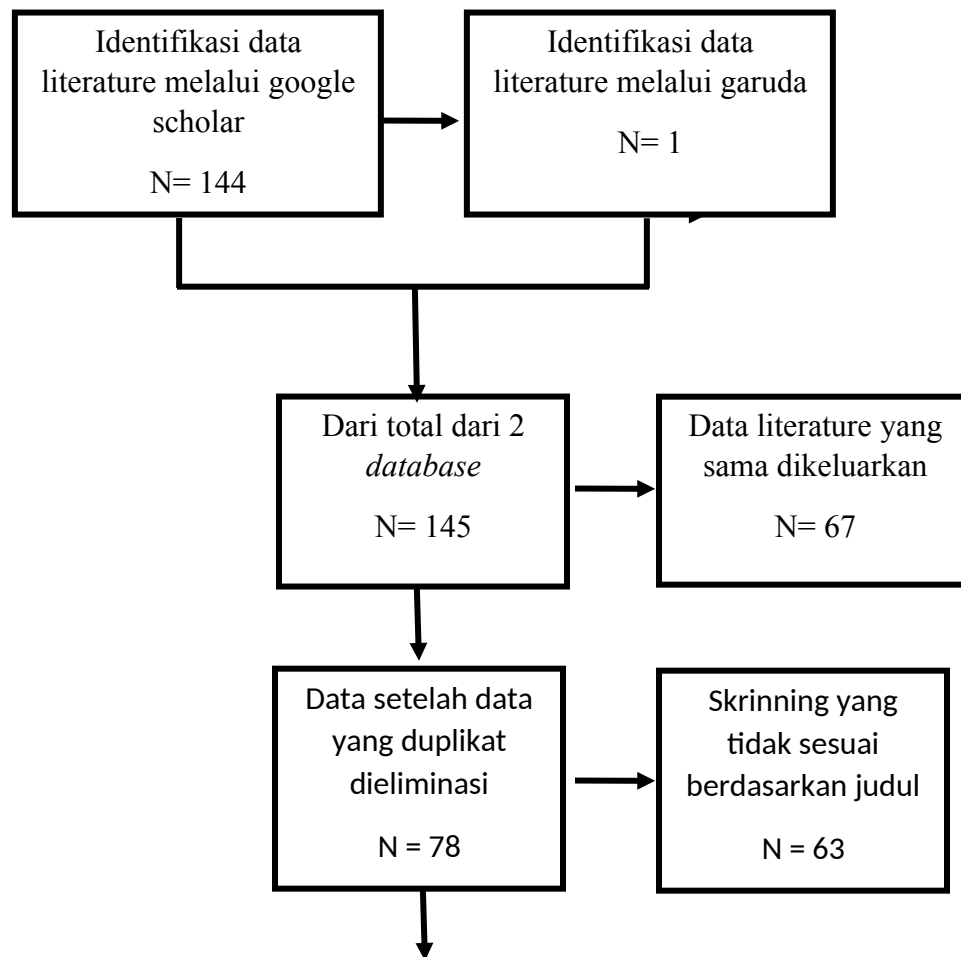 Identifikasi data
literature melalui google
scholar
N= 144
Identifikasi data
literature melalui garuda
N= 1
Dari total dari 2
database
N= 145
Data literature yang
sama dikeluarkan
N= 67
Data setelah data
yang duplikat
dieliminasi
N = 78
Skrinning yang
tidak sesuai
berdasarkan judul
N = 63